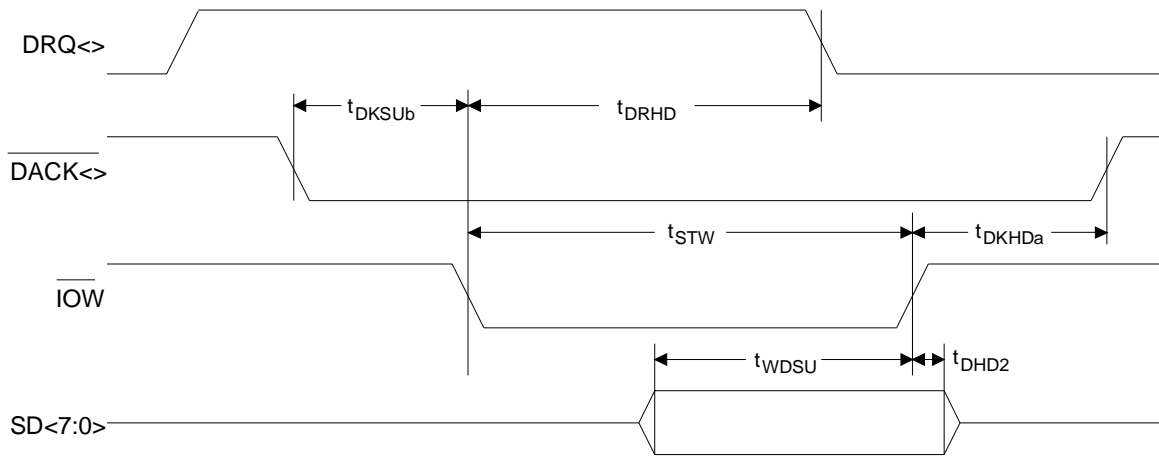 DRQ<>
tDKSUb
tDRHD
DACK<>
tSTW
tDKHDa
IOW
tWDSU
tDHD2
SD<7:0>